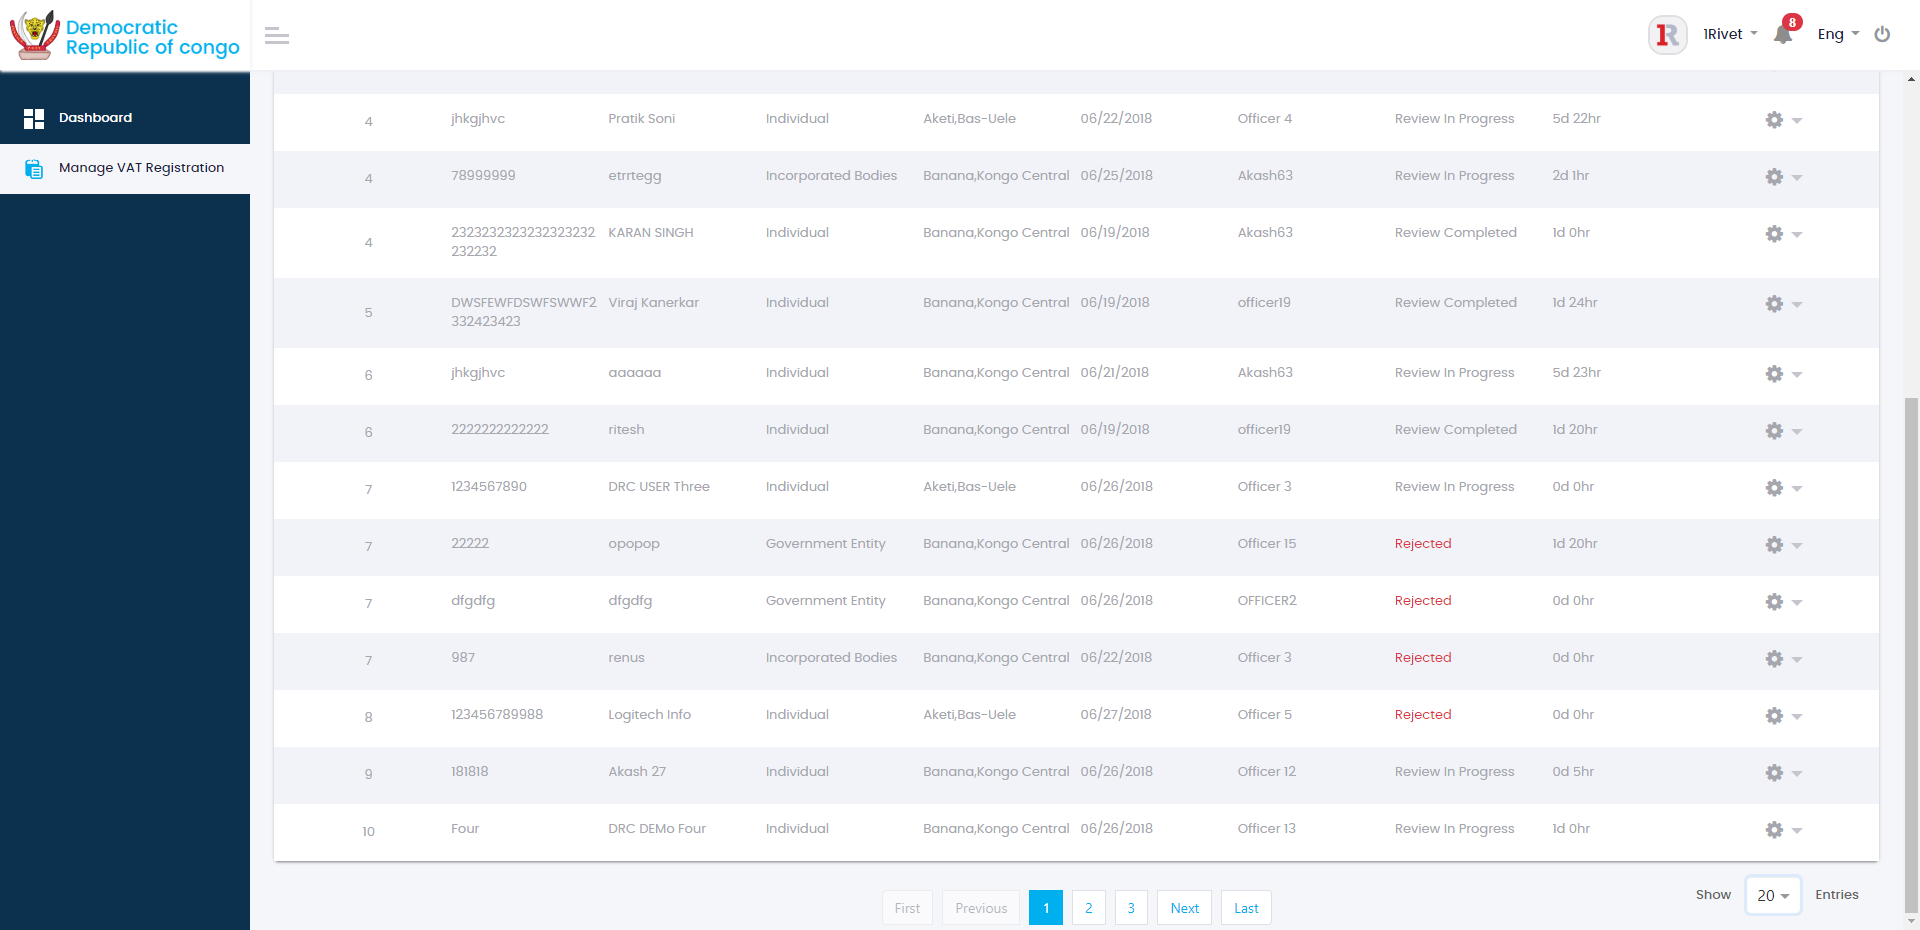 Democratic
Republic of congo
1Rivet
8
Eng
Dashboard
Manage VAT Registration
4 jhkgjhvc Pratik Soni Individual Aketi,Bas-Uele 06/22/2018 Officer 4 Review In Progress 5d 22hr
4 78999999 etrrtegg Incorporated Bodies Banana,Kongo Central 06/25/2018 Akash63 Review In Progress 2d 1hr
4 2323232323232323232 KARAN SINGH Individual Banana,Kongo Central 06/19/2018 Akash63 Review Completed 1d 0hr
232232
5 DWSFEWFDSWFSWWF2 Viraj Kanerkar Individual Banana,Kongo Central 06/19/2018 officer19 Review Completed 1d 24hr
332423423
6 jhkgjhvc aaaaaa Individual Banana,Kongo Central 06/21/2018 Akash63 Review In Progress 5d 23hr
6 2222222222222 ritesh Individual Banana,Kongo Central 06/19/2018 officer19 Review Completed 1d 20hr
7 1234567890 DRC USER Three Individual Aketi,Bas-Uele 06/26/2018 Officer 3 Review In Progress 0d 0hr
7 22222 opopop Government Entity Banana,Kongo Central 06/26/2018 Officer 15 Rejected 1d 20hr
7 dfgdfg dfgdfg Government Entity Banana,Kongo Central 06/26/2018 OFFICER2 Rejected 0d 0hr
7 987 renus Incorporated Bodies Banana,Kongo Central 06/22/2018 Officer 3 Rejected 0d 0hr
8 123456789988 Logitech Info Individual Aketi,Bas-Uele 06/27/2018 Officer 5 Rejected 0d 0hr
9 181818 Akash 27 Individual Banana,Kongo Central 06/26/2018 Officer 12 Review In Progress 0d 5hr
10 Four DRC DEMo Four Individual Banana,Kongo Central 06/26/2018 Officer 13 Review In Progress 1d 0hr
First Previous 1 2 3 Next Last
Show 20 Entries